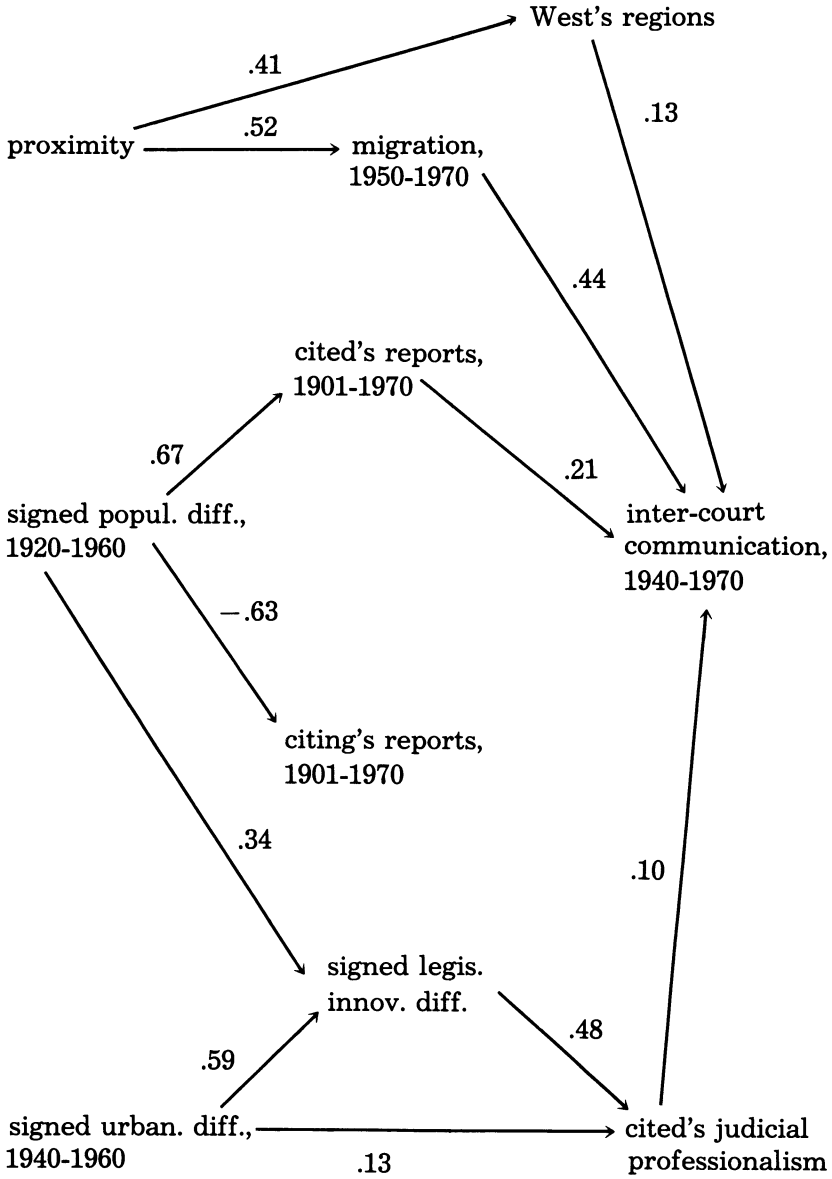 West's regions
.41
.13
.52
proximity
migration,
1950-1970
.44
cited's reports,
1901-1970
.67
.21
signed popul. diff.,
1920-1960
inter-court
communication,
1940-1970
—.63
citing's reports,
1901-1970
.34
.10
signed legis.
innov. diff.
.48
.59
signed urban. diff.,
1940-1960
.13
cited's judicial
professionalism